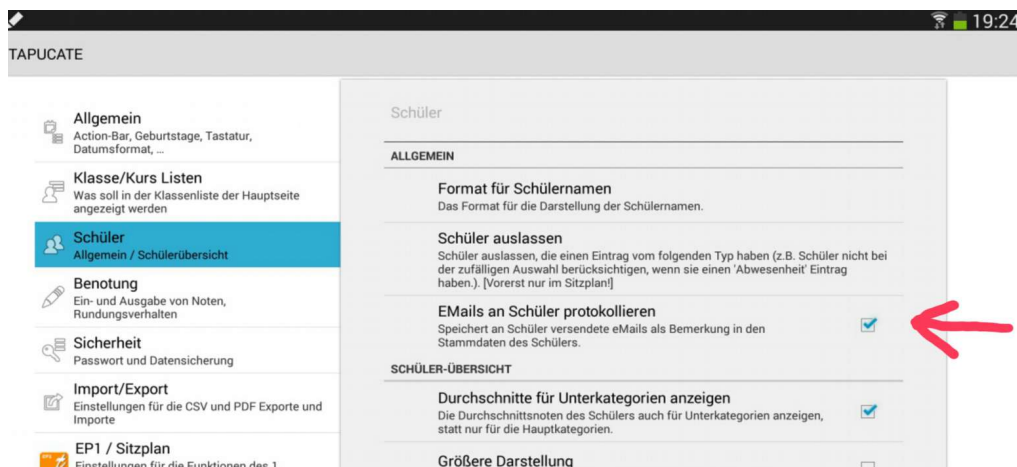 19:24
TAPUCATE
Allgemein
Action-Bar, Geburtstage, Tastatur,
Datumsformat, ...
Klasse/Kurs Listen
Was soll in der Klassenliste der Hauptseite
angezeigt werden
Schüler
Allgemein / Schülerübersicht
Benotung
Ein- und Ausgabe von Noten,
Rundungsverhalten
Sicherheit
Passwort und Datensicherung
Import/Export
Einstellungen für die CSV und PDF Exporte und
Importe
EP1 / Sitzplan
Einstellungen für die Funktionen des 1.
Schüler
ALLGEMEIN
Format für Schülernamen
Das Format für die Darstellung der Schülernamen.
Schüler auslassen
Schüler auslassen, die einen Eintrag vom folgenden Typ haben (z.B. Schüler nicht bei
der zufälligen Auswahl berücksichtigen, wenn sie einen 'Abwesenheit' Eintrag
haben.). [Vorerst nur im Sitzplan!]
EMails an Schüler protokollieren
Speichert an Schüler versendete eMails als Bemerkung in den
Stammdaten des Schülers.
SCHÜLER-ÜBERSICHT
Durchschnitte für Unterkategorien anzeigen
Die Durchschnittsnoten des Schülers auch für Unterkategorien anzeigen,
statt nur für die Hauptkategorien.
Größere Darstellung